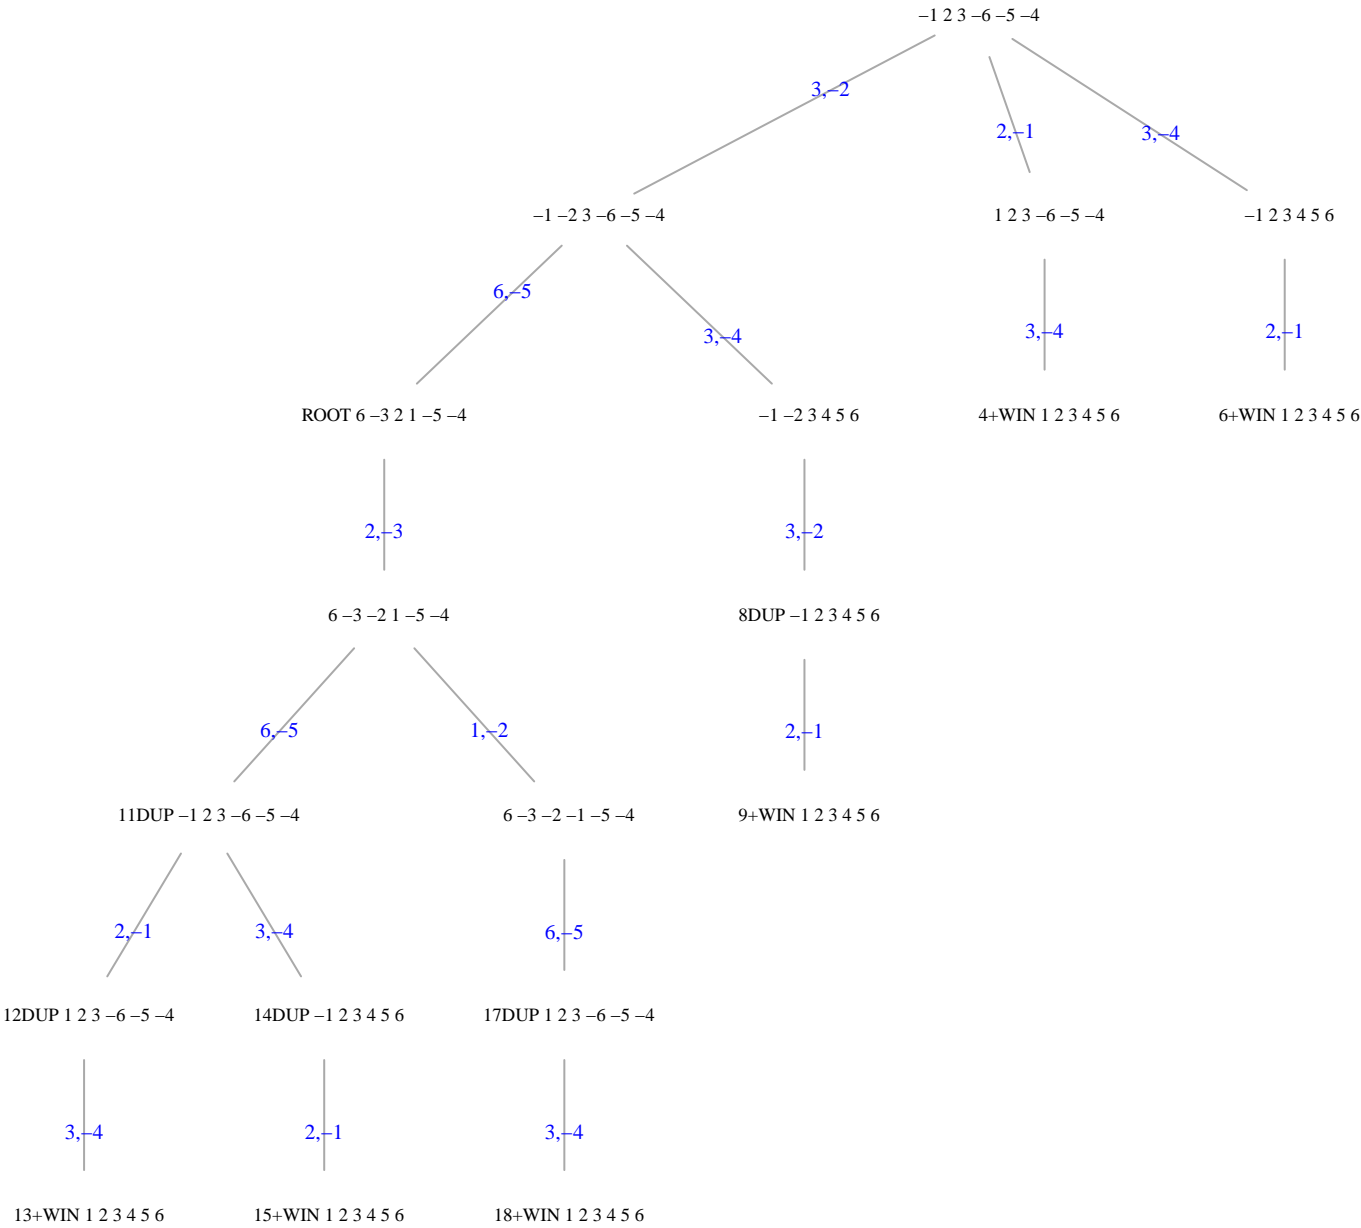 –1 2 3 –6 –5 –4
3,–2
2,–1
3,–4
–1 –2 3 –6 –5 –4
1 2 3 –6 –5 –4
–1 2 3 4 5 6
6,–5
3,–4
3,–4
2,–1
ROOT 6 –3 2 1 –5 –4
–1 –2 3 4 5 6
4+WIN 1 2 3 4 5 6
6+WIN 1 2 3 4 5 6
2,–3
3,–2
6 –3 –2 1 –5 –4
8DUP –1 2 3 4 5 6
6,–5
1,–2
2,–1
11DUP –1 2 3 –6 –5 –4
6 –3 –2 –1 –5 –4
9+WIN 1 2 3 4 5 6
2,–1
3,–4
6,–5
12DUP 1 2 3 –6 –5 –4
14DUP –1 2 3 4 5 6
17DUP 1 2 3 –6 –5 –4
3,–4
2,–1
3,–4
13+WIN 1 2 3 4 5 6
15+WIN 1 2 3 4 5 6
18+WIN 1 2 3 4 5 6